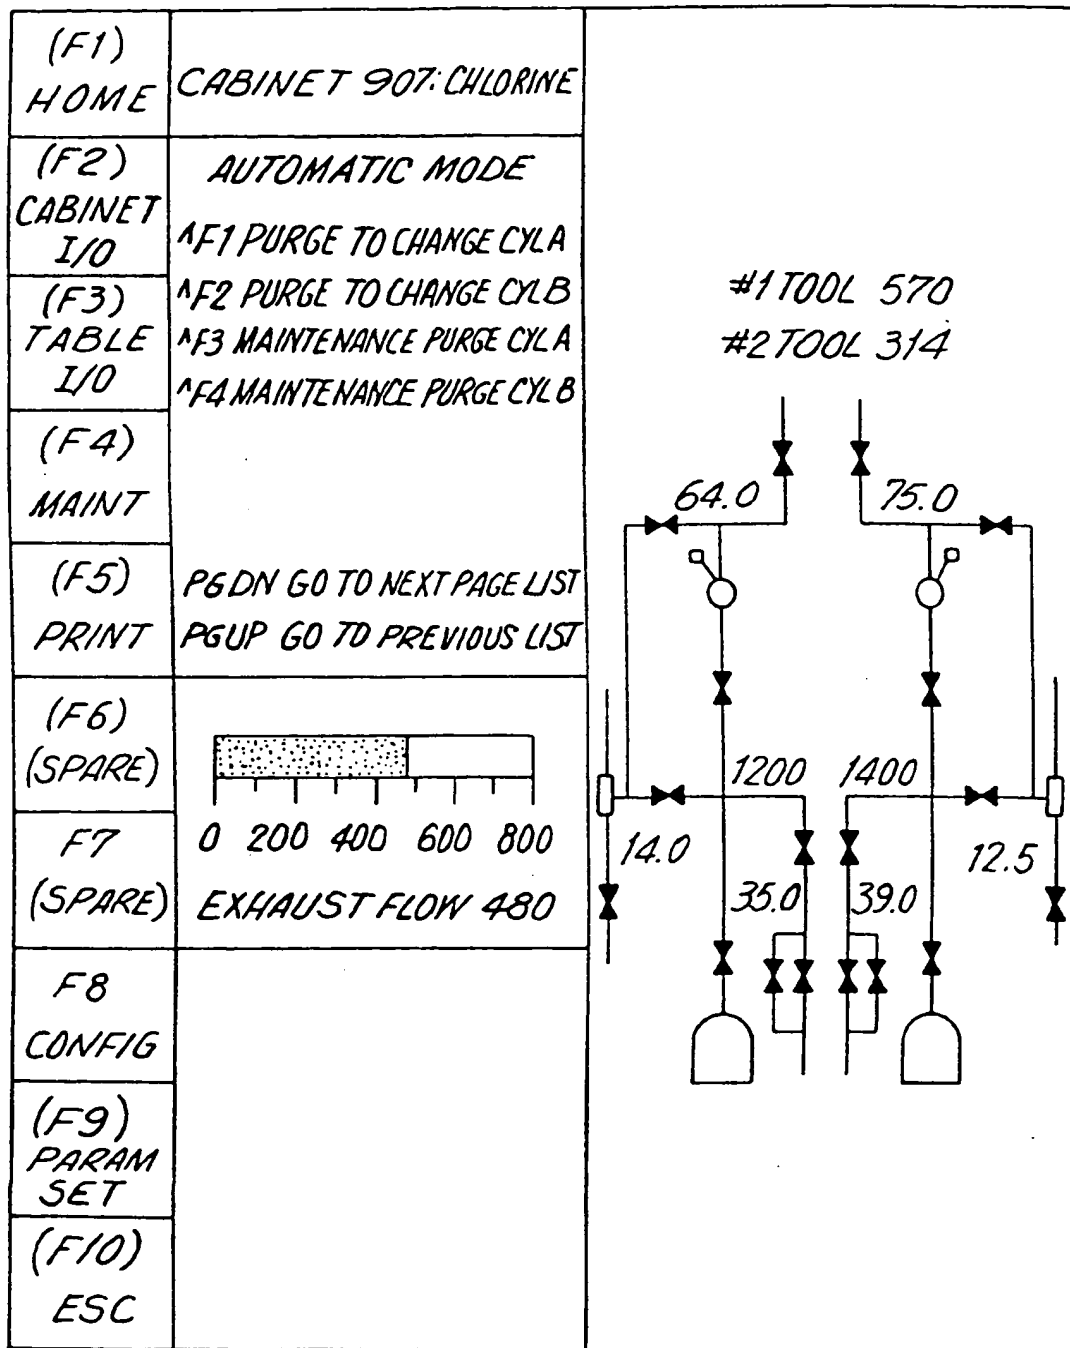 (F1)
HOME
CABINET 907: CHLORINE
(F2)
CABINET
I/O
AUTOMATIC MODE
^F1 PURGE TO CHANGE CYL A
^F2 PURGE TO CHANGE CYL B
^F3 MAINTENANCE PURGE CYL A
^F4 MAINTENANCE PURGE CYL B
(F3)
TABLE
I/O
(F4)
MAINT
(F5)
PRINT
PGDN GO TO NEXT PAGE LIST
PGUP GO TO PREVIOUS LIST
(F6)
(SPARE)
F7
(SPARE)
0 200 400 600 800
EXHAUST FLOW 480
F8
CONFIG
(F9)
PARAM
SET
(F10)
ESC
#1 TOOL 570
#2 TOOL 314
64.0 75.0
1200 1400
14.0 12.5
35.0 39.0